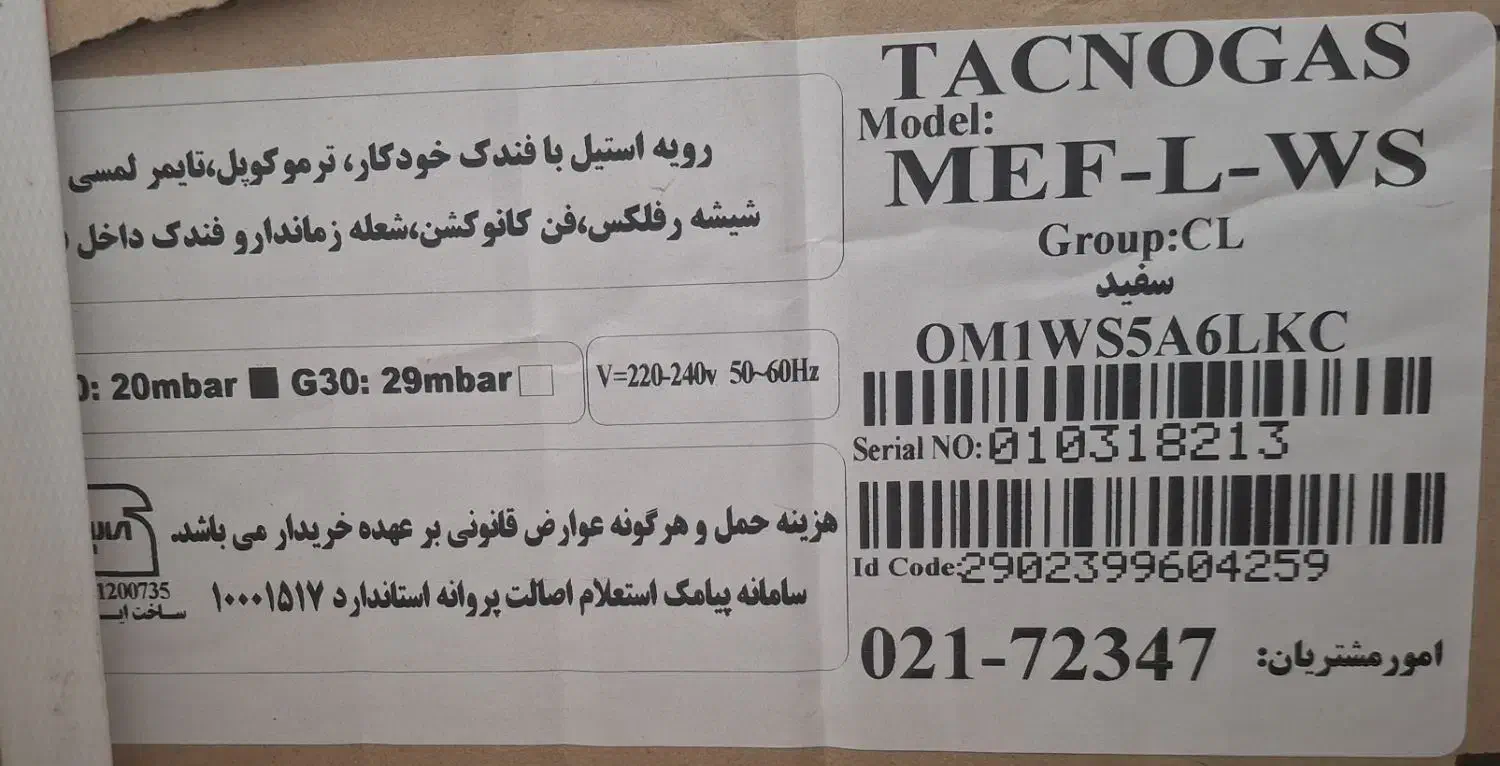 TACNOGAS
Model:
MEF-L-WS
Group:CL
سفید
OM1WS5A6LKC
Serial NO: 010318213
Id Code: 2902399604259
امور مشتریان: 021-72347
رویه استیل با فندک خودکار، ترموکوپل،تایمر لمسی
شیشه رفلکس،فن کانوکشن،شعله زماندارو فندک داخل
: 20mbar ■ G30: 29mbar □
V=220-240v 50~60Hz
هزینه حمل و هرگونه عوارض قانونی بر عهده خریدار می باشد.
سامانه پیامک استعلام اصالت پروانه استاندارد ۱۰۰۰۱۵۱۷
1200735
ساخت